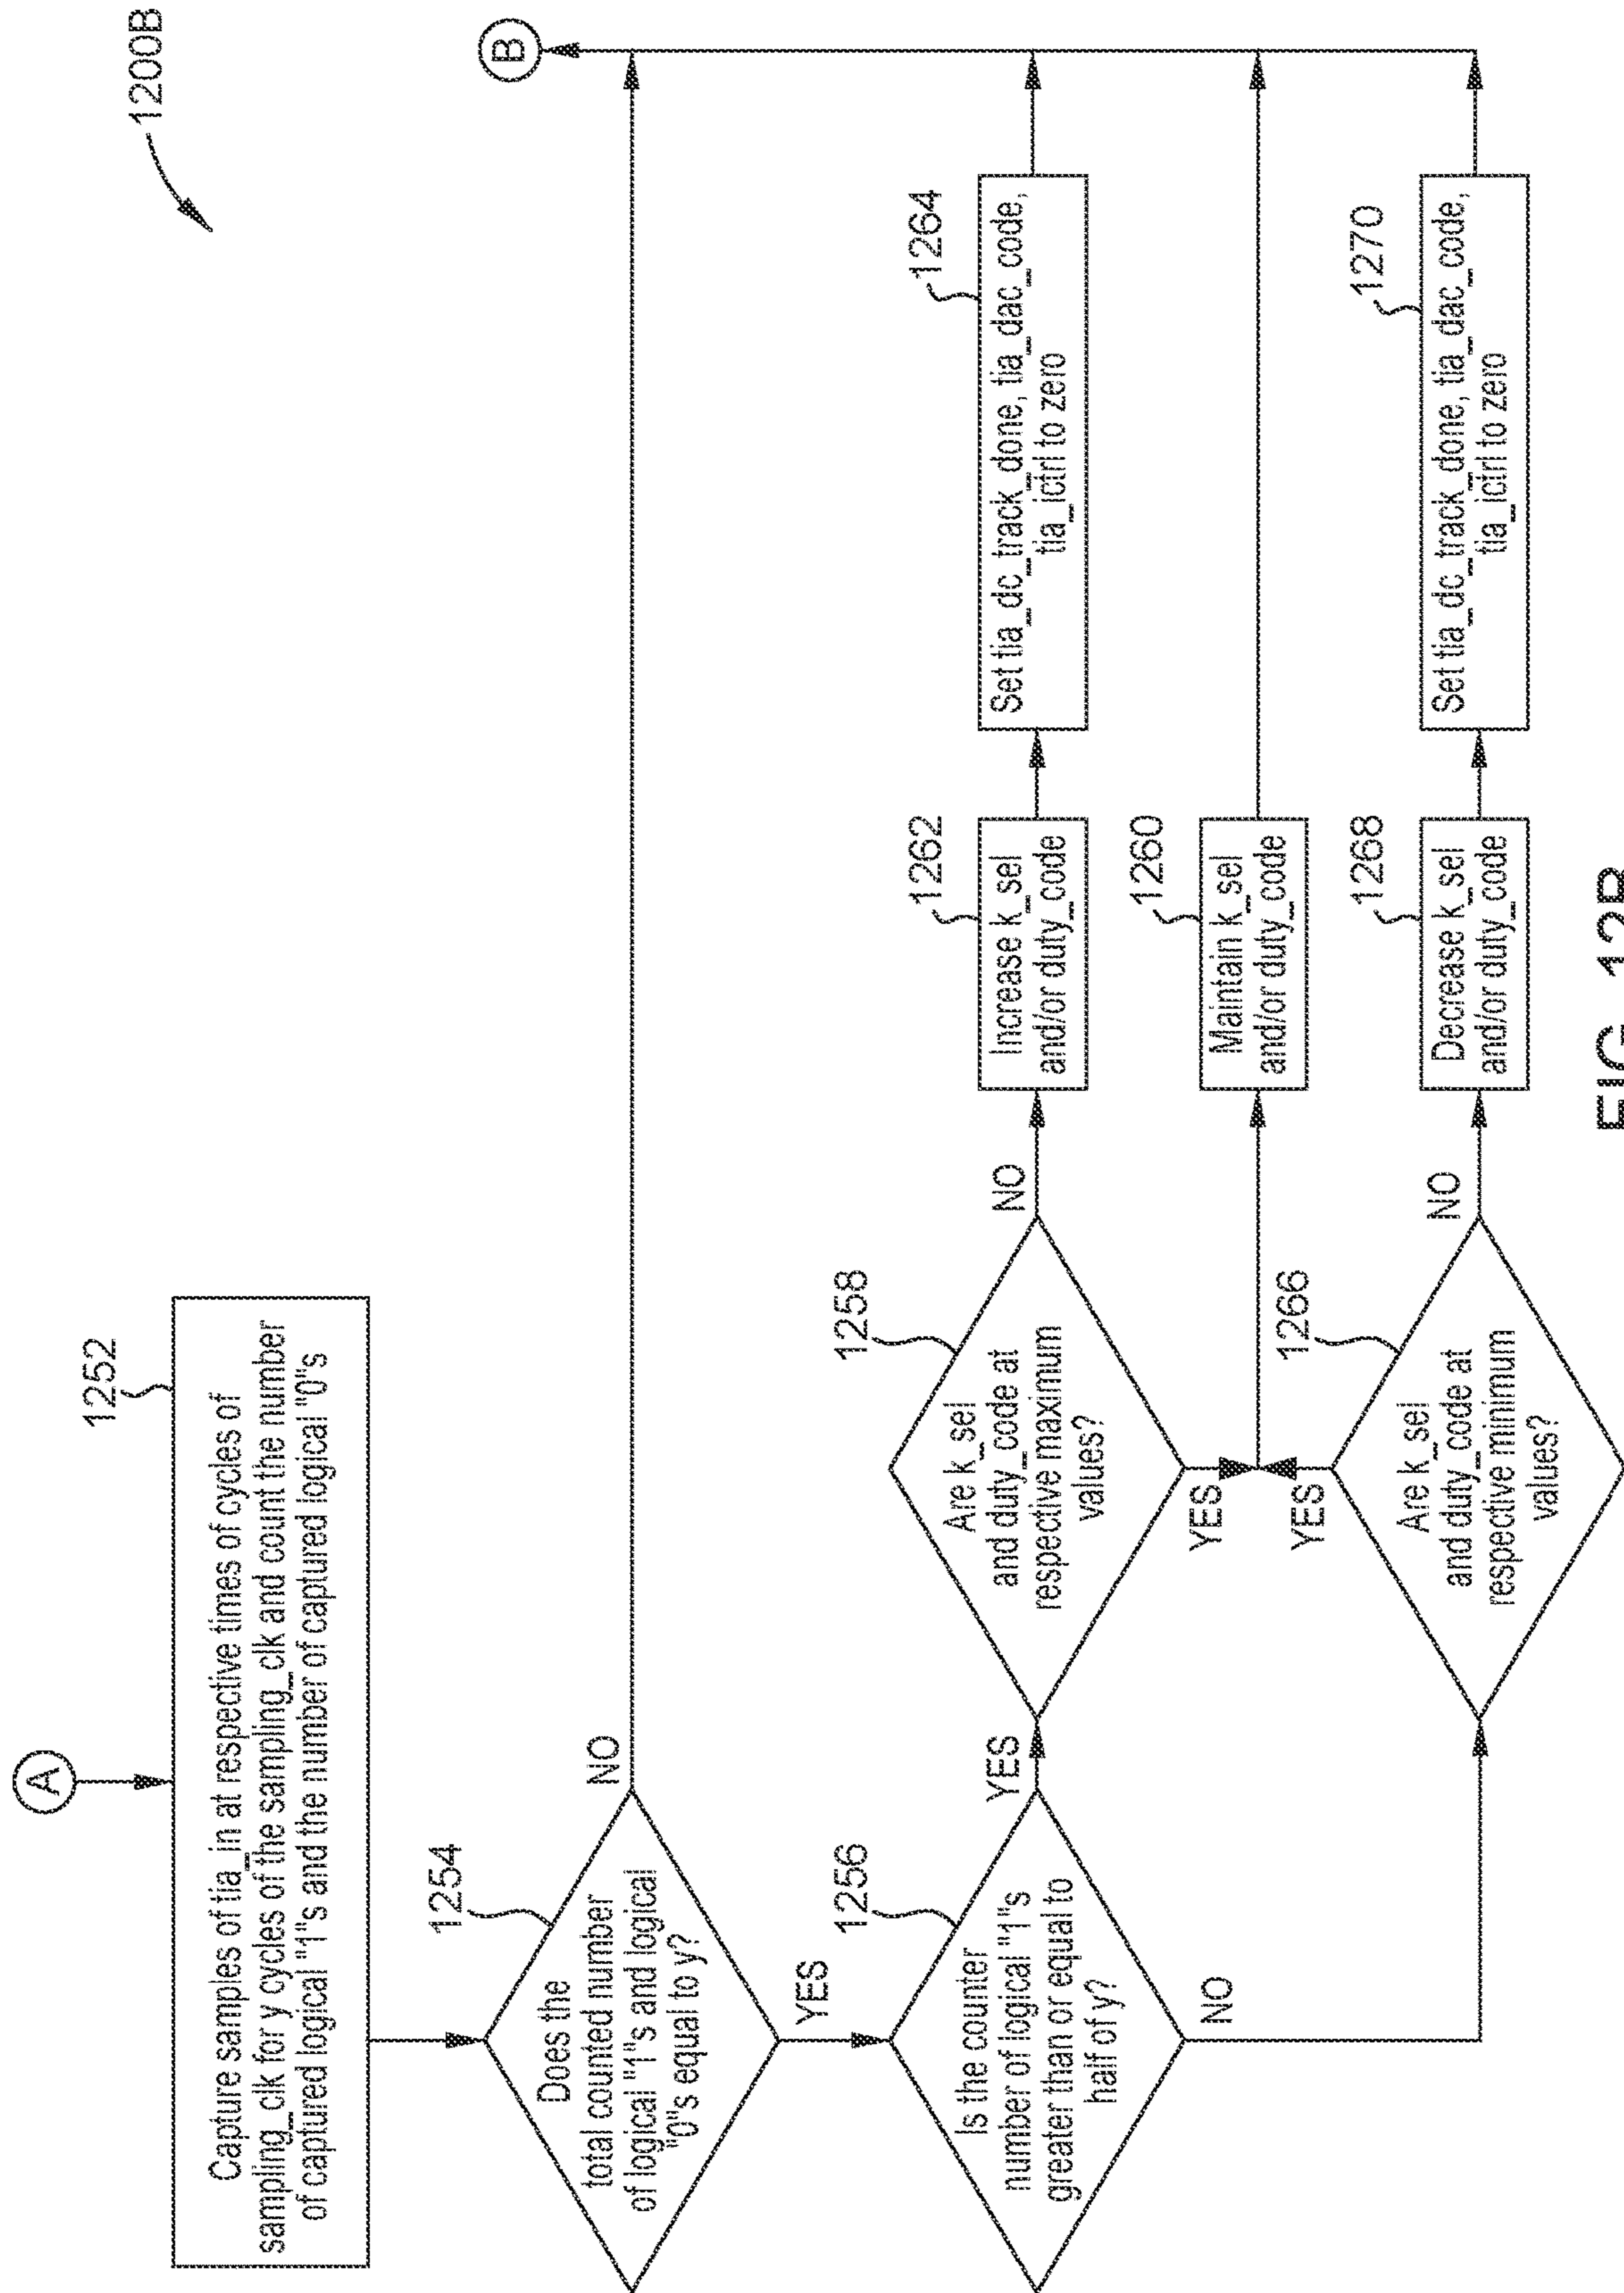 1200B
A
1252
Capture samples of tia_in at respective times of cycles of
sampling_clk for y cycles of the sampling_clk and count the number
of captured logical "1"s and the number of captured logical "0"s
1254
Does the
total counted number
of logical "1"s and logical
"0"s equal to y?
NO
YES
B
1256
Is the counter
number of logical "1"s
greater than or equal to
half of y?
YES
NO
1258
Are k_sel
and duty_code at
respective maximum
values?
NO
YES
1262
Increase k_sel
and/or duty_code
1264
Set tia_dc_track_done, tia_dac_code,
tia_ictrl to zero
1260
Maintain k_sel
and/or duty_code
YES
1266
Are k_sel
and duty_code at
respective minimum
values?
NO
1268
Decrease k_sel
and/or duty_code
1270
Set tia_dc_track_done, tia_dac_code,
tia_ictrl to zero
FIG. 12B